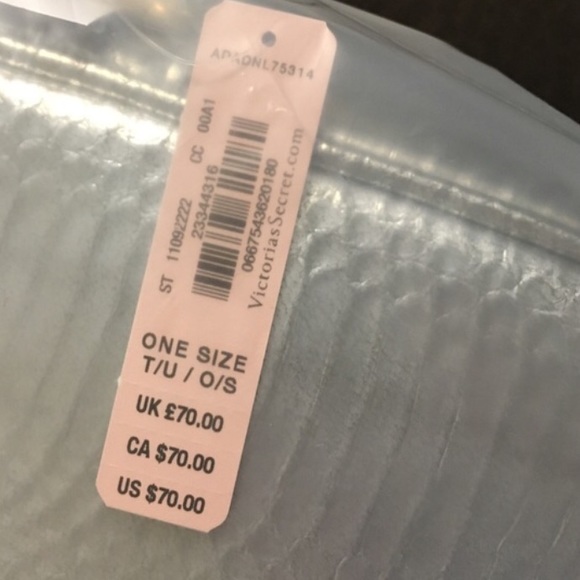 ADAONL75314
ST 11092222 CC 00A1
23344316
0667543620180
VictoriasSecret.com
ONE SIZE
T/U / O/S
UK £70.00
CA $70.00
US $70.00